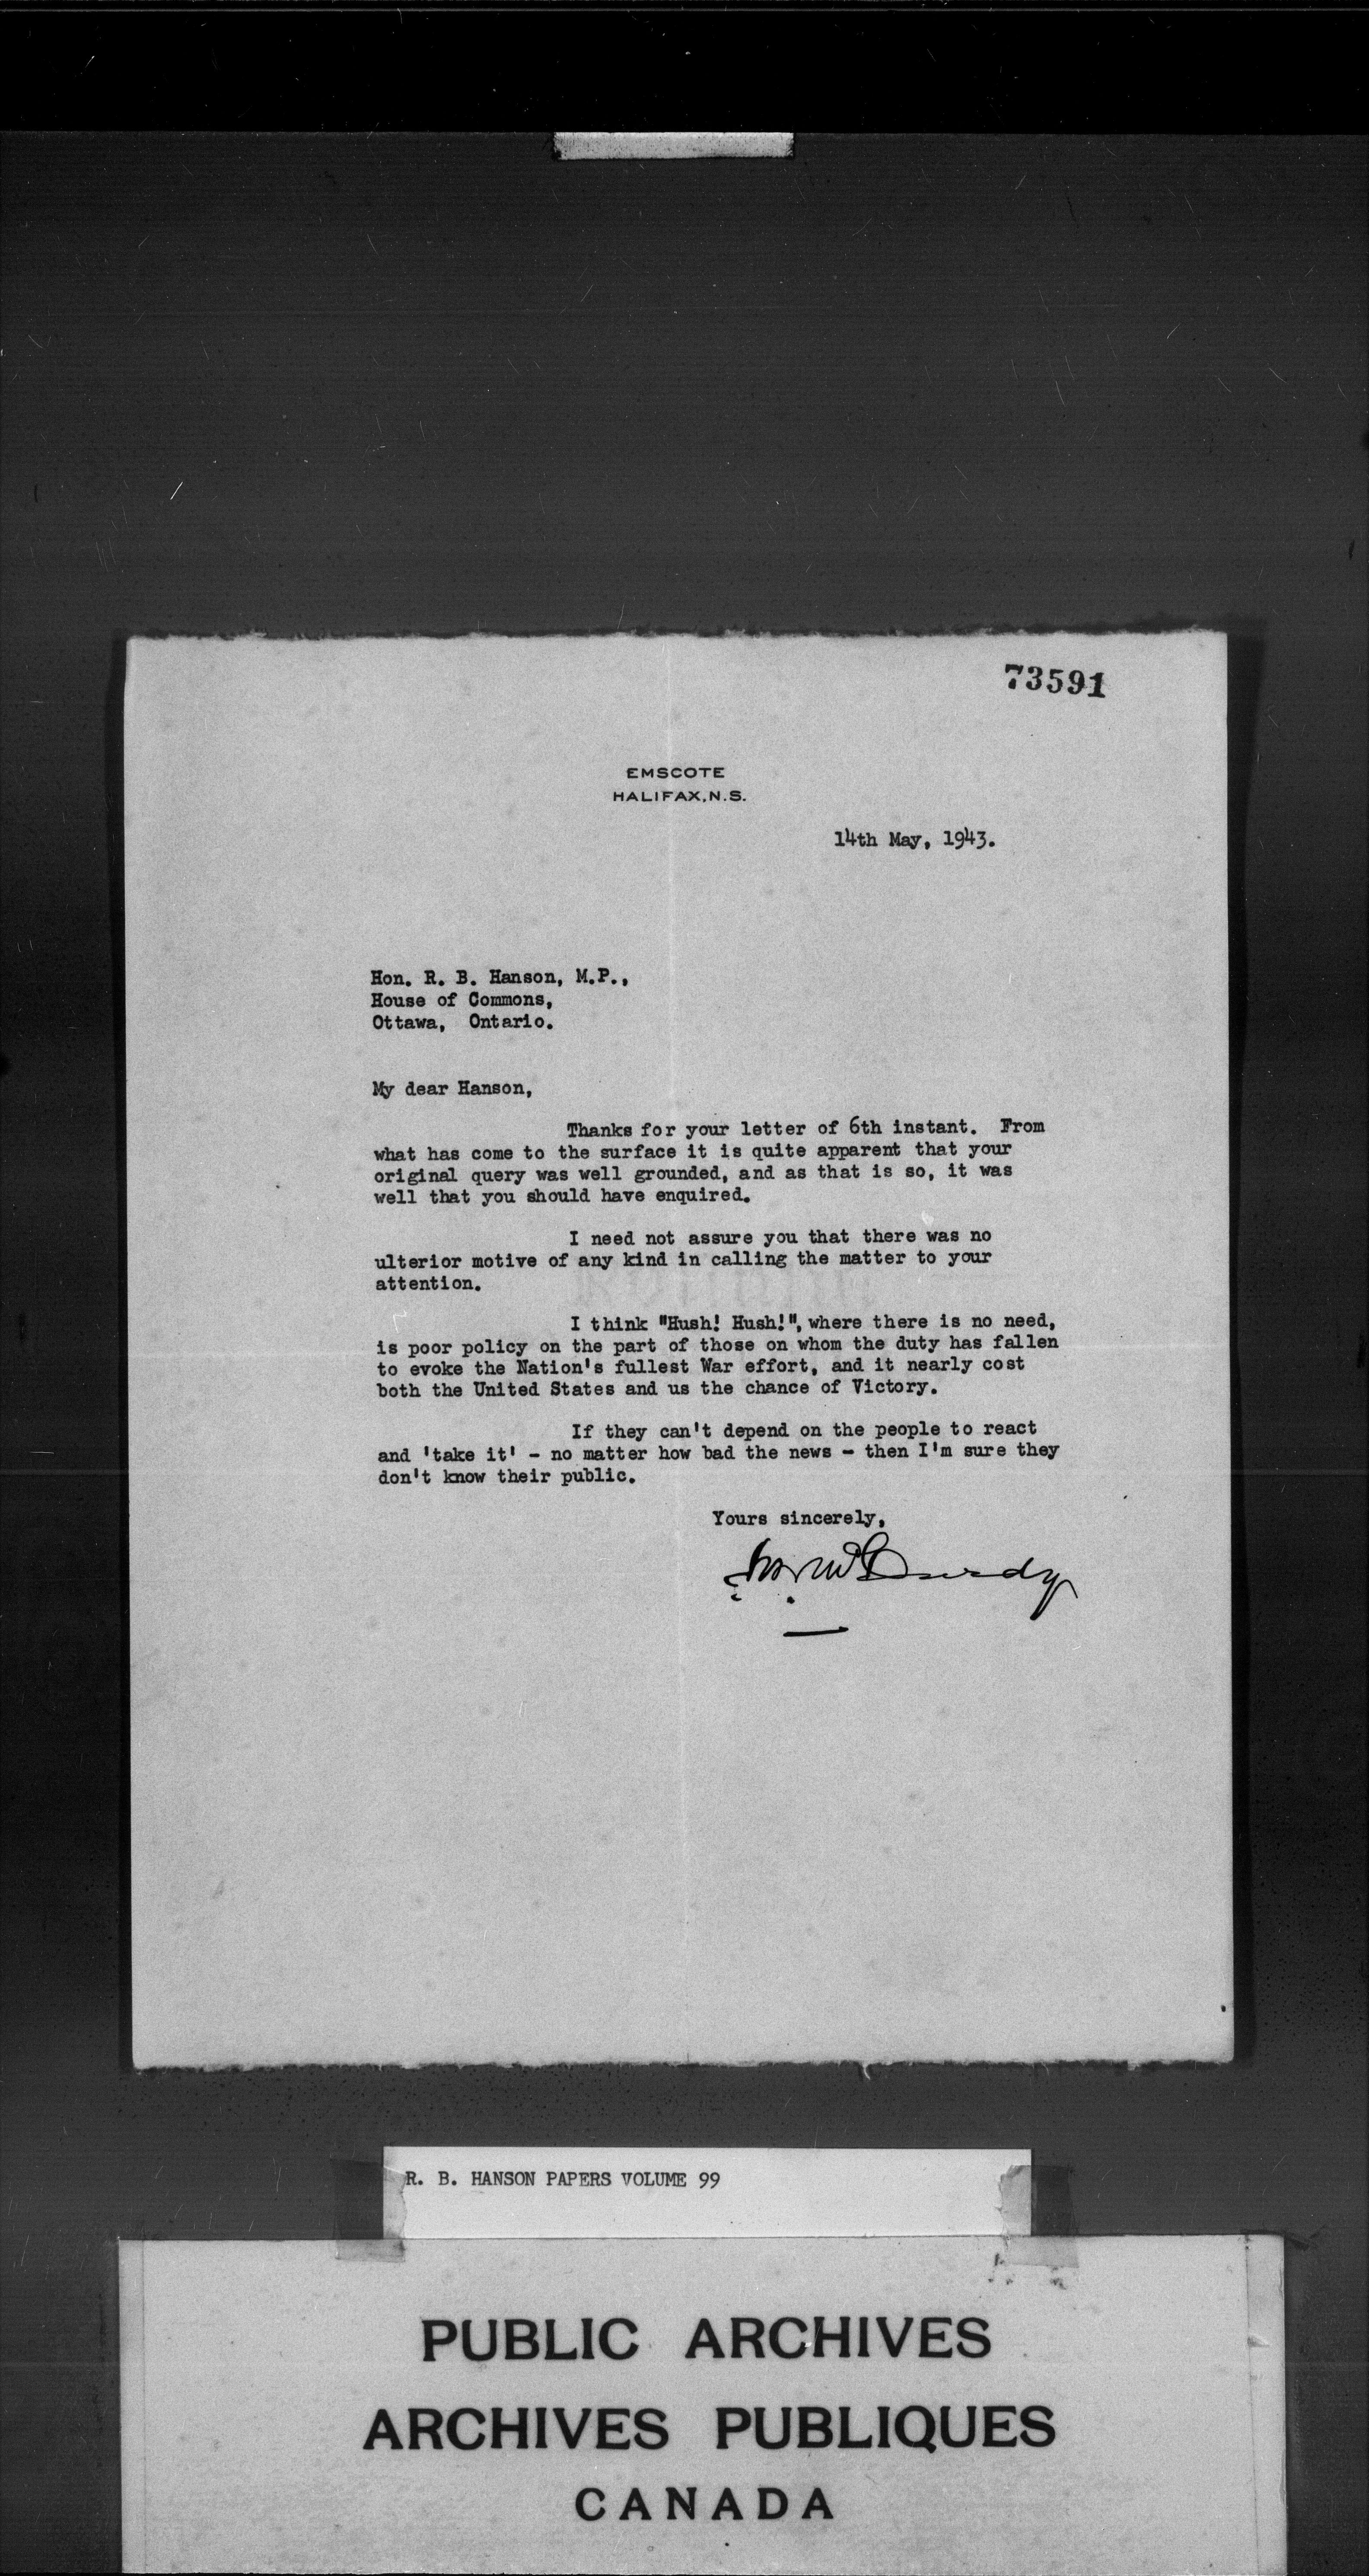 73591
EMSCOTE
HALIFAX, N.S.
14th May, 1943.
Hon. R. B. Hanson, M.P.,
House of Commons,
Ottawa, Ontario.
My dear Hanson,
Thanks for your letter of 6th instant. From
what has come to the surface it is quite apparent that your
original query was well grounded, and as that is so, it was
well that you should have enquired.
I need not assure you that there was no
ulterior motive of any kind in calling the matter to your
attention.
I think "Hush! Hush!", where there is no need,
is poor policy on the part of those on whom the duty has fallen
to evoke the Nation's fullest War effort, and it nearly cost
both the United States and us the chance of Victory.
If they can't depend on the people to react
and 'take it' - no matter how bad the news - then I'm sure they
don't know their public.
Yours sincerely,
R. B. HANSON PAPERS VOLUME 99
PUBLIC ARCHIVES
ARCHIVES PUBLIQUES
CANADA